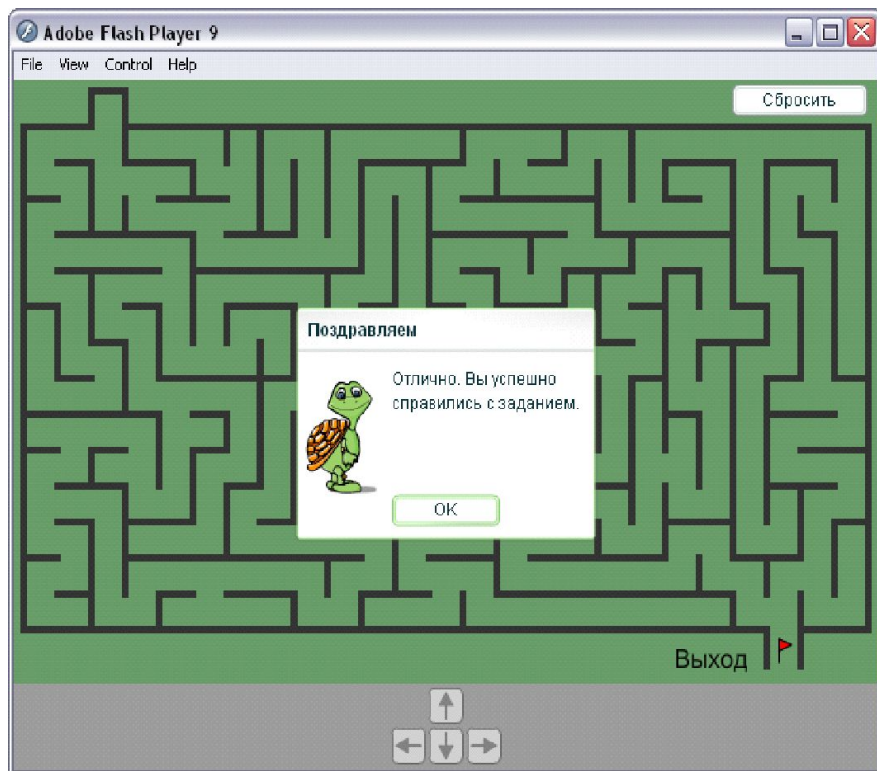 Adobe Flash Player 9
File View Control Help
Сбросить
Поздравляем
Отлично. Вы успешно
справились с заданием.
OK
Выход